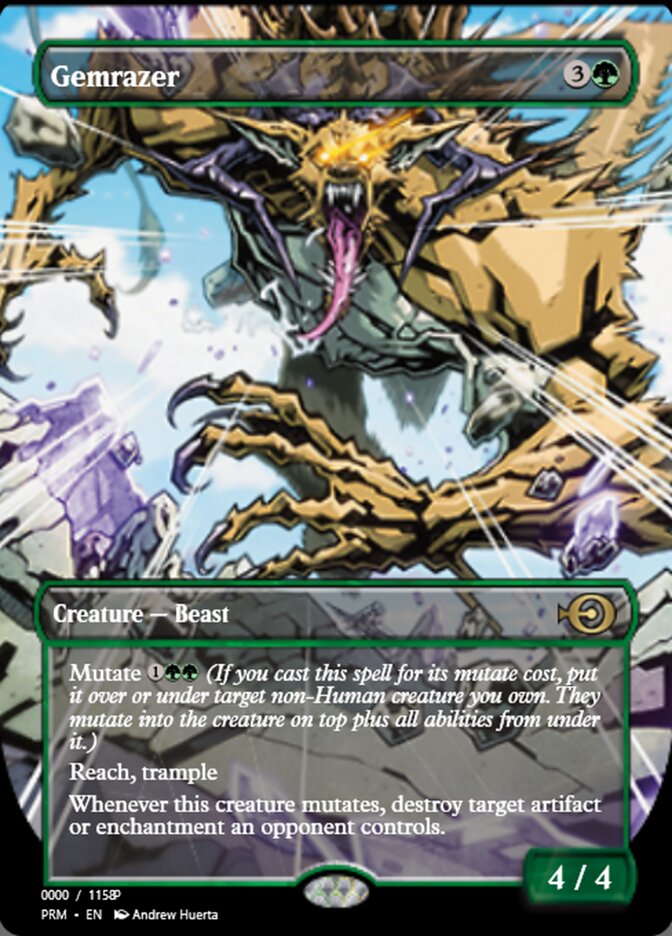 Gemrazer 3
Creature — Beast
Mutate 1 (If you cast this spell for its mutate cost, put
it over or under target non-Human creature you own. They
mutate into the creature on top plus all abilities from under
it.)
Reach, trample
Whenever this creature mutates, destroy target artifact
or enchantment an opponent controls.
4/4
0000 / 1158P
PRM • EN Andrew Huerta